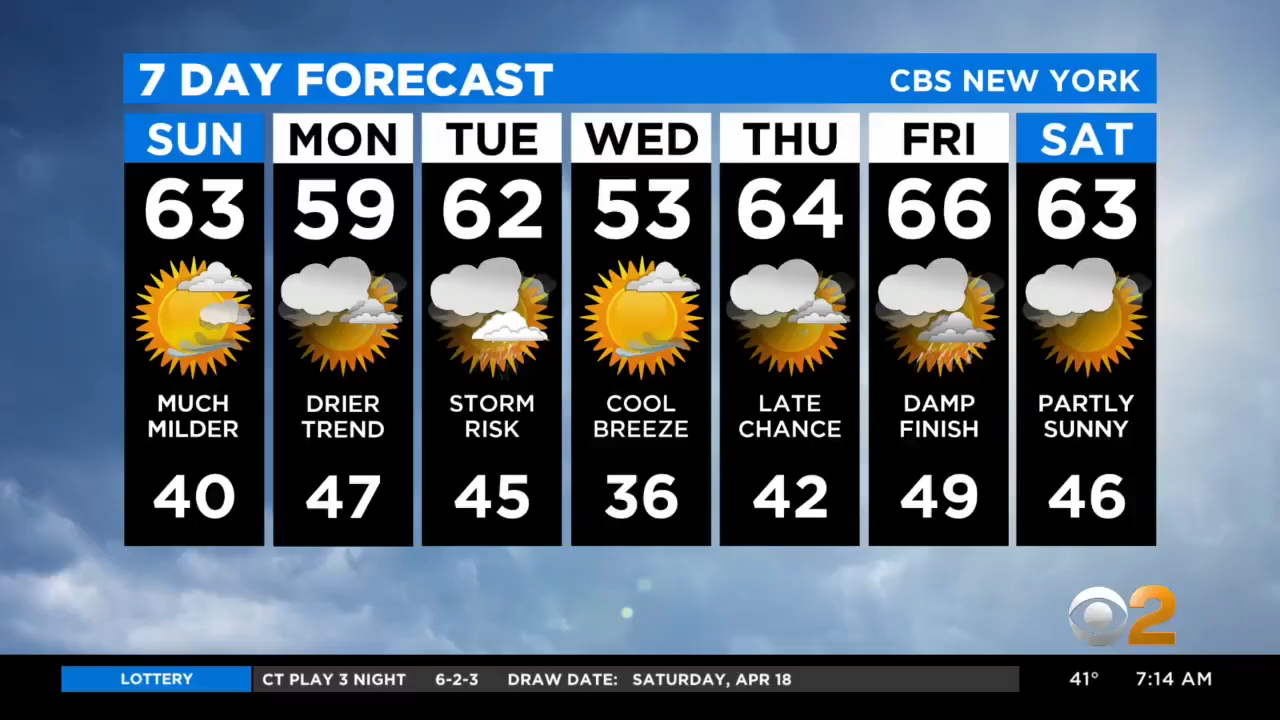 7 DAY FORECAST
CBS NEW YORK
SUN MON TUE WED THU FRI SAT
63 59 62 53 64 66 63
MUCH DRIER STORM COOL LATE DAMP PARTLY
MILDER TREND RISK BREEZE CHANCE FINISH SUNNY
40 47 45 36 42 49 46
2
LOTTERY CT PLAY 3 NIGHT 6-2-3 DRAW DATE: SATURDAY, APR 18 41° 7:14 AM